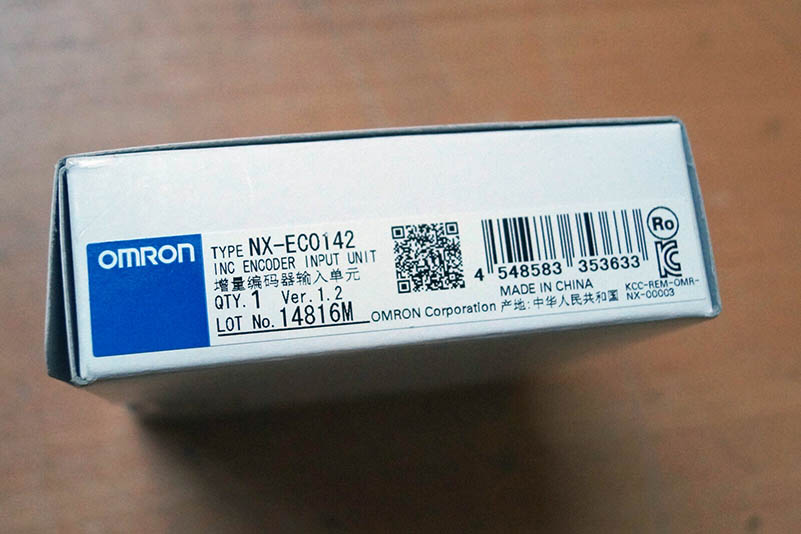 OMRON
TYPE NX-EC0142
INC ENCODER INPUT UNIT
增量编码器输入单元
QTY. 1 Ver.1.2
LOT No. 14816M
4 548583 353633
MADE IN CHINA
OMRON Corporation 产地:中华人民共和国
Ro
KCC-REM-OMR-
NX-00003